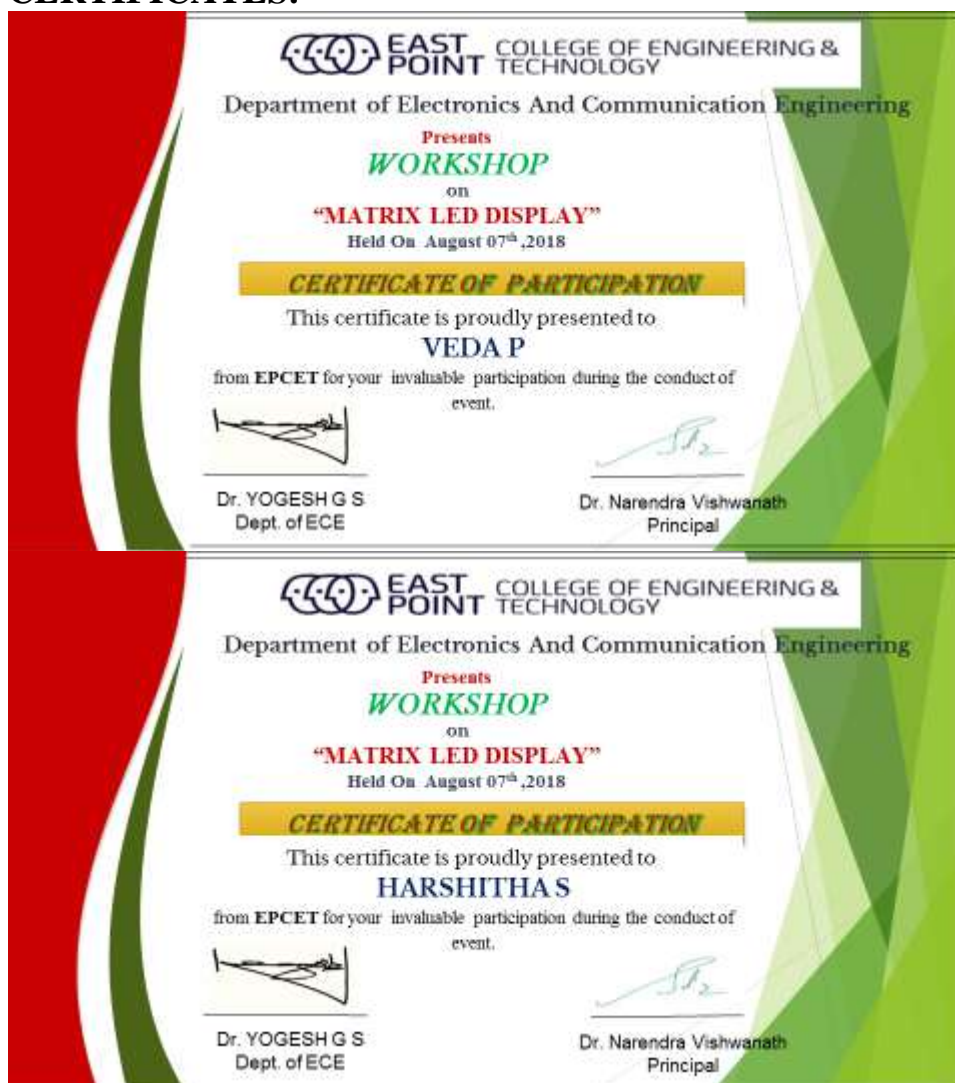 CERTIFICATES:
EAST POINT COLLEGE OF ENGINEERING & TECHNOLOGY
Department of Electronics And Communication Engineering
Presents
WORKSHOP
on
“MATRIX LED DISPLAY”
Held On August 07th ,2018
CERTIFICATE OF PARTICIPATION
This certificate is proudly presented to
VEDA P
from EPCET for your invaluable participation during the conduct of
event.
Dr. YOGESH G S
Dept. of ECE
Dr. Narendra Vishwanath
Principal
EAST POINT COLLEGE OF ENGINEERING & TECHNOLOGY
Department of Electronics And Communication Engineering
Presents
WORKSHOP
on
“MATRIX LED DISPLAY”
Held On August 07th ,2018
CERTIFICATE OF PARTICIPATION
This certificate is proudly presented to
HARSHITHA S
from EPCET for your invaluable participation during the conduct of
event.
Dr. YOGESH G S
Dept. of ECE
Dr. Narendra Vishwanath
Principal